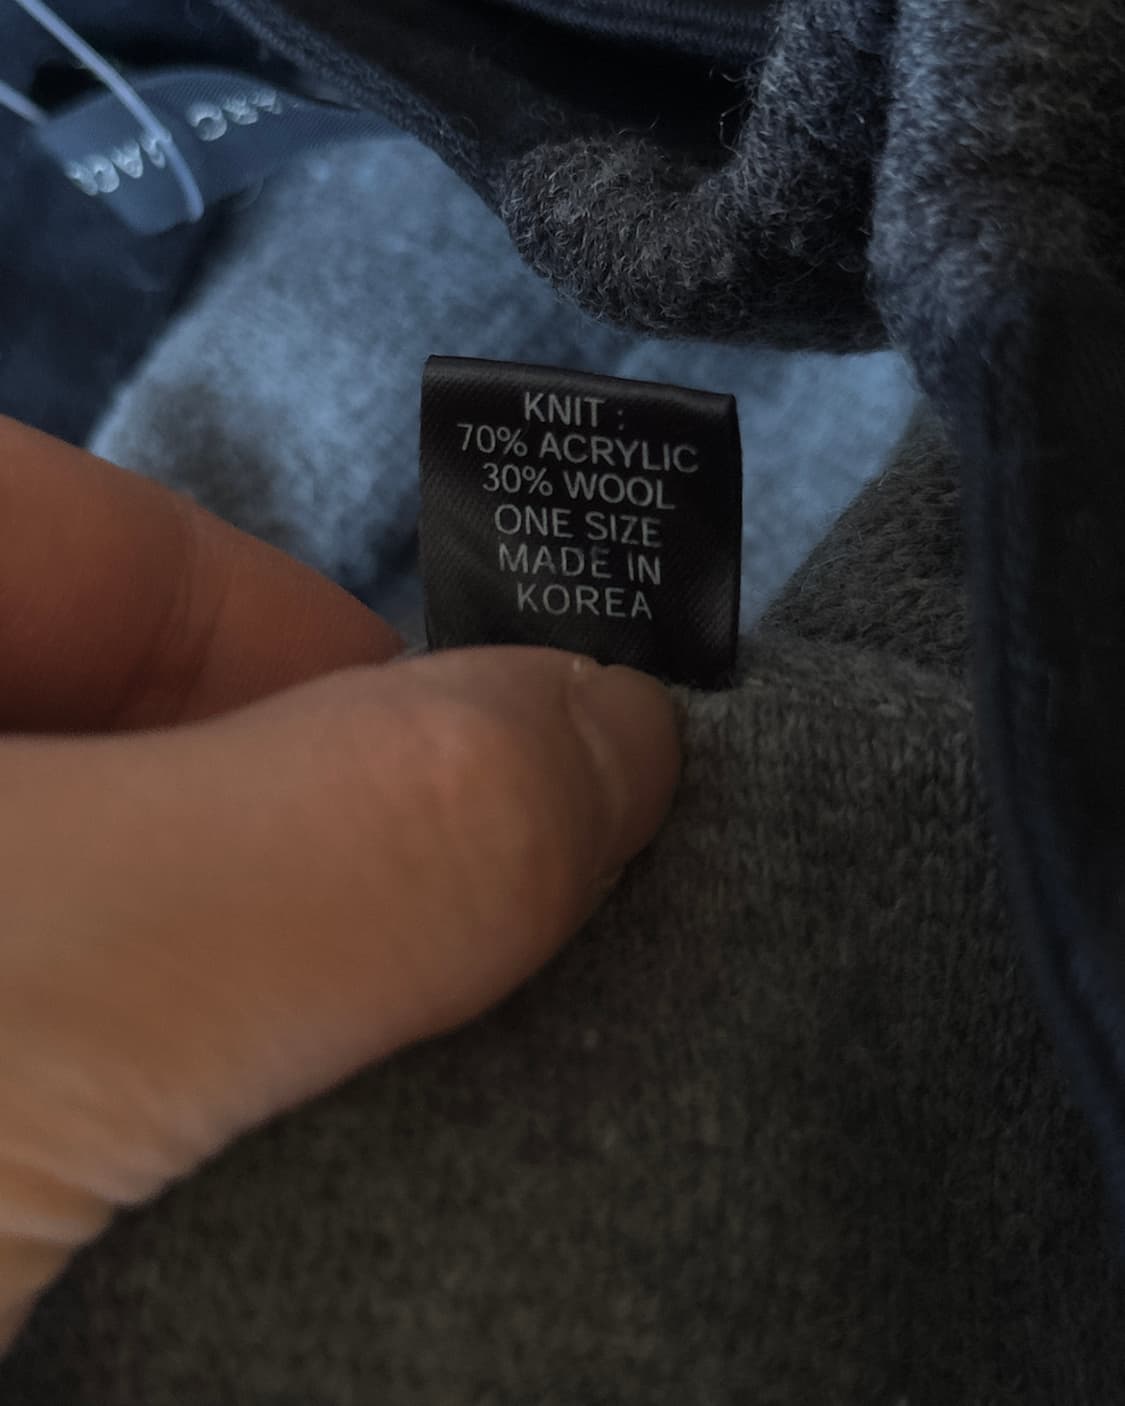 KNIT :
70% ACRYLIC
30% WOOL
ONE SIZE
MADE IN
KOREA